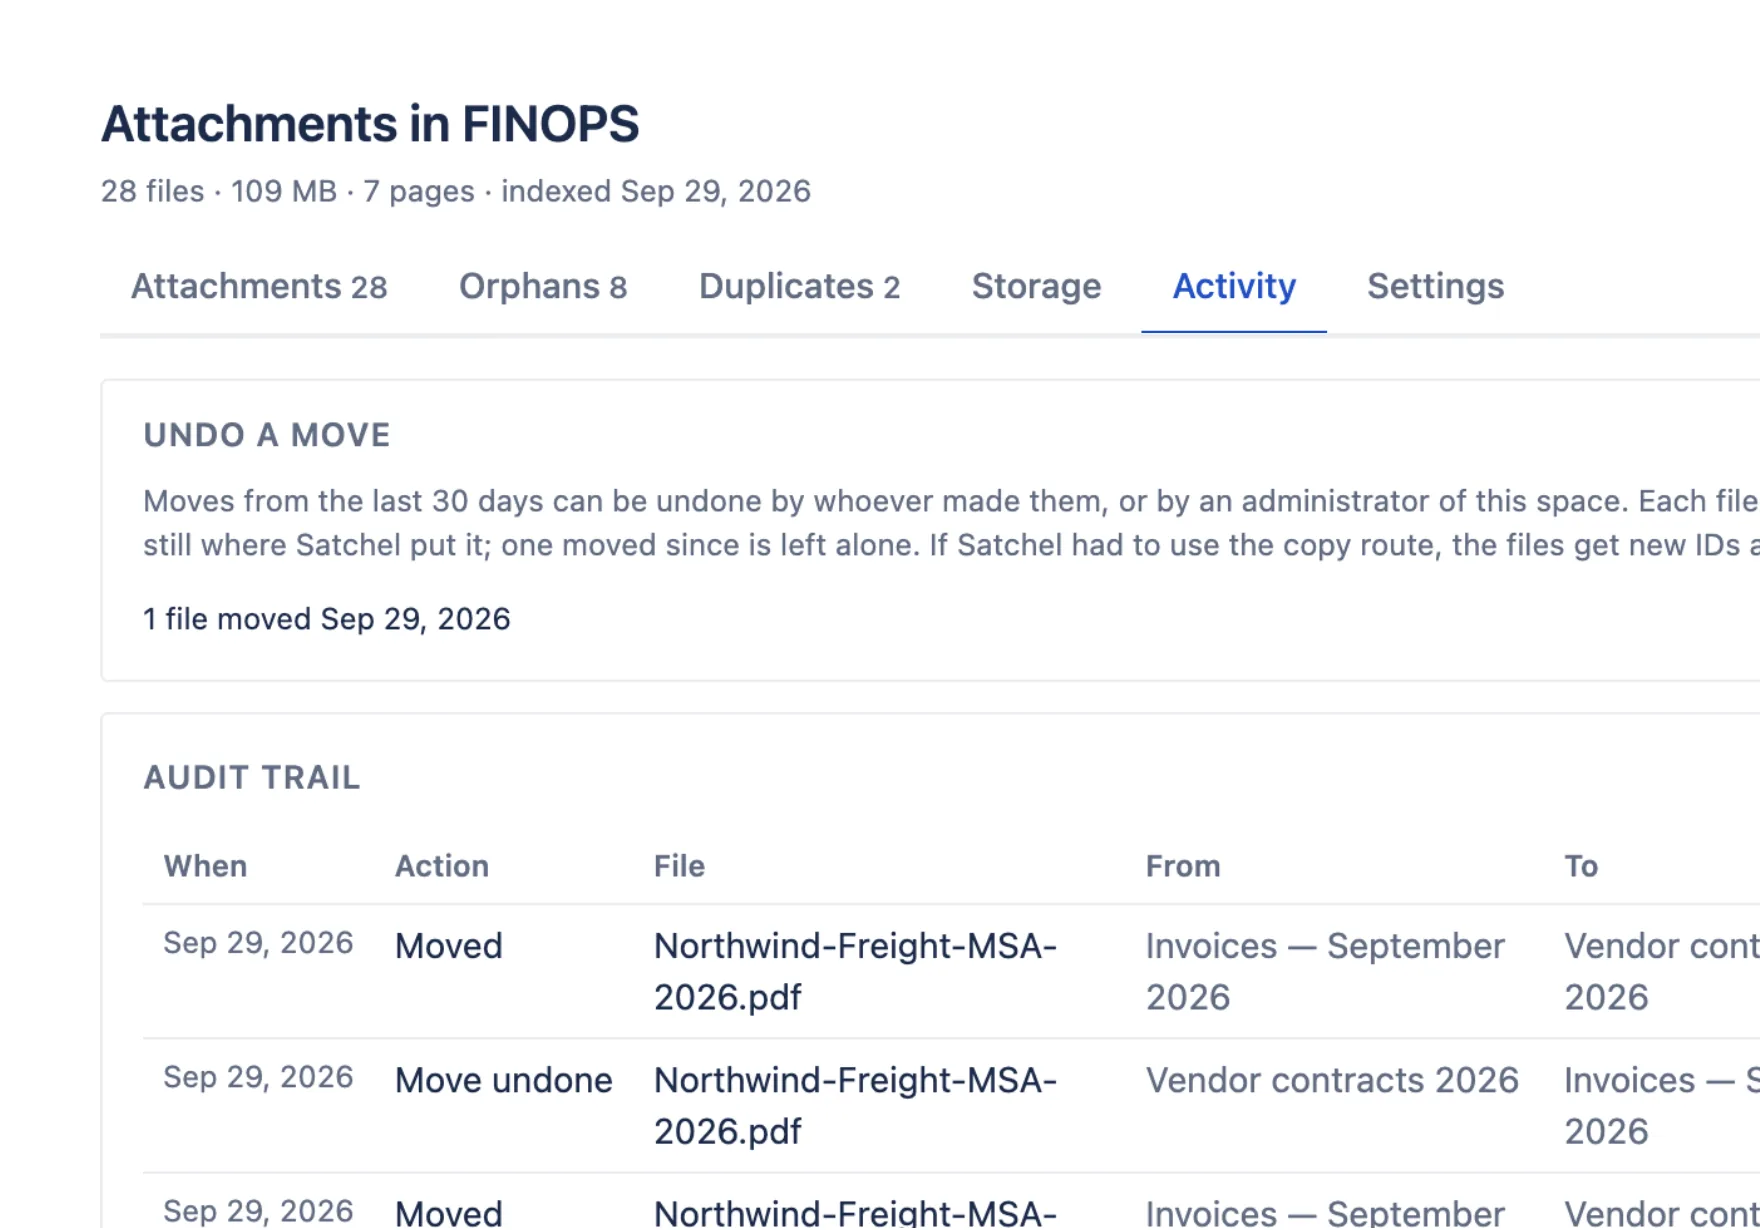 Attachments in FINOPS
28 files · 109 MB · 7 pages · indexed Sep 29, 2026
Attachments 28 Orphans 8 Duplicates 2 Storage Activity Settings
UNDO A MOVE
Moves from the last 30 days can be undone by whoever made them, or by an administrator of this space. Each file
still where Satchel put it; one moved since is left alone. If Satchel had to use the copy route, the files get new IDs
1 file moved Sep 29, 2026
AUDIT TRAIL
When Action File From To
Sep 29, 2026 Moved Northwind-Freight-MSA- Invoices — September Vendor
2026.pdf 2026 2026
Sep 29, 2026 Move undone Northwind-Freight-MSA- Vendor contracts 2026 Invoices —
2026.pdf 2026
Sep 29, 2026 Moved Northwind-Freight-MSA- Invoices — September Vendor